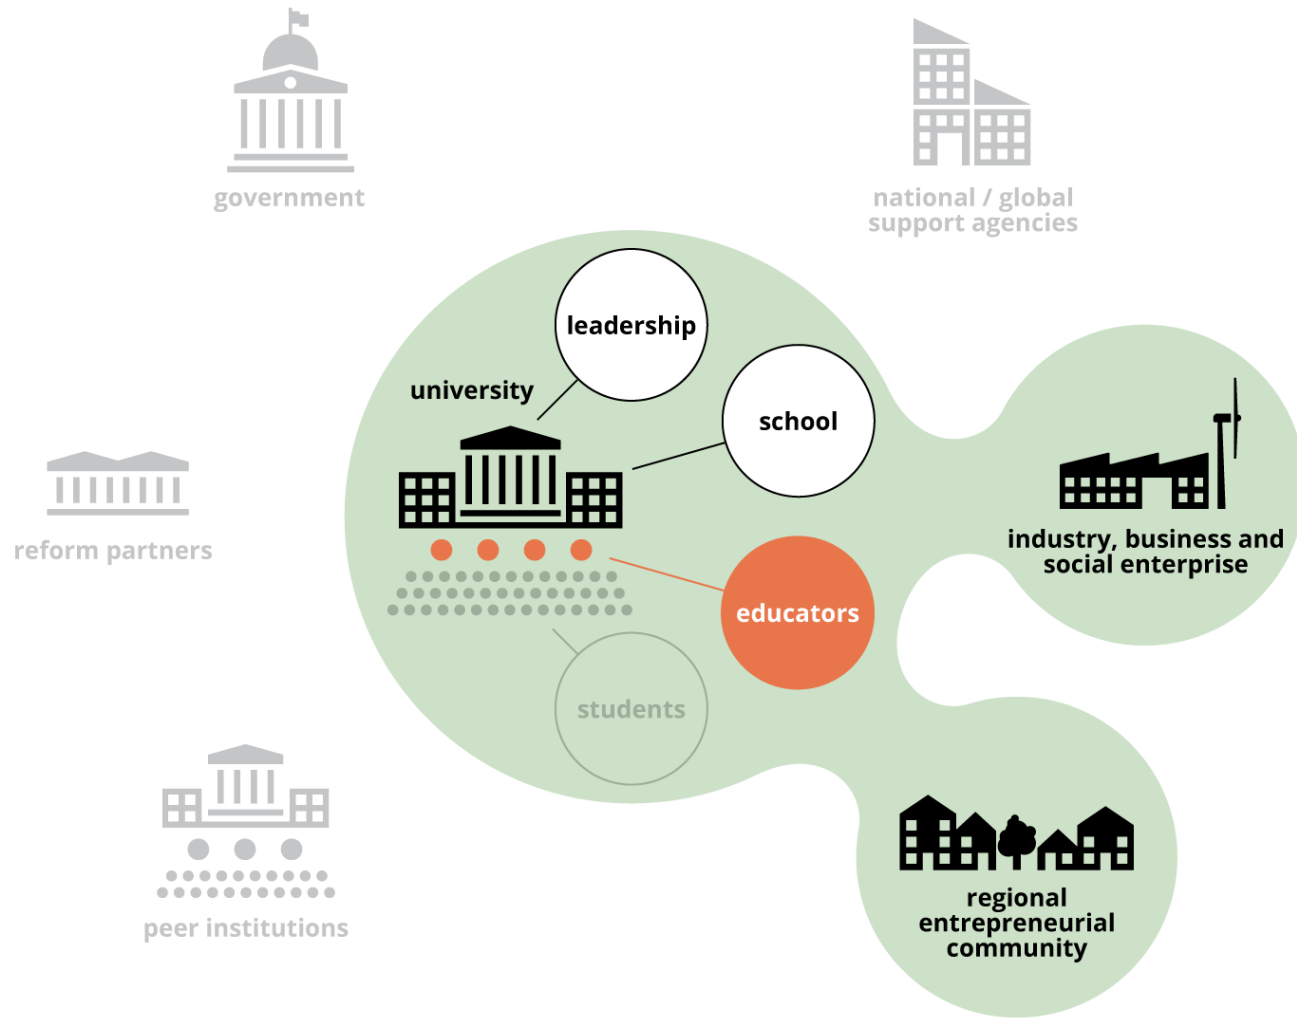 government
national / global
support agencies
leadership
university
school
industry, business and
social enterprise
reform partners
educators
students
regional
entrepreneurial
community
peer institutions